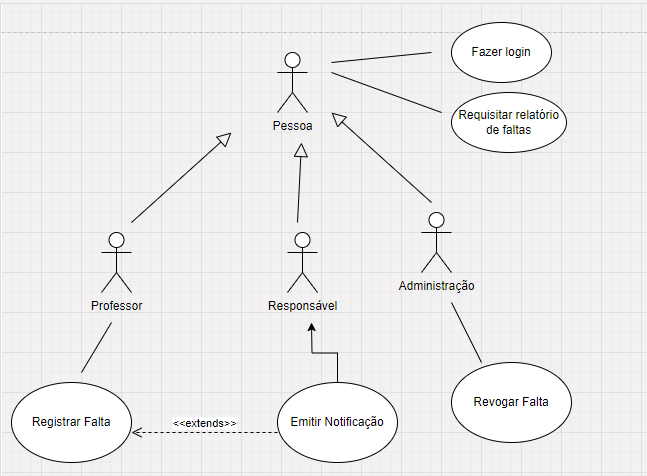 Fazer login
Requisitar relatório
de faltas
Pessoa
Professor
Responsável
Administração
Registrar Falta
<<extends>>
Emitir Notificação
Revogar Falta